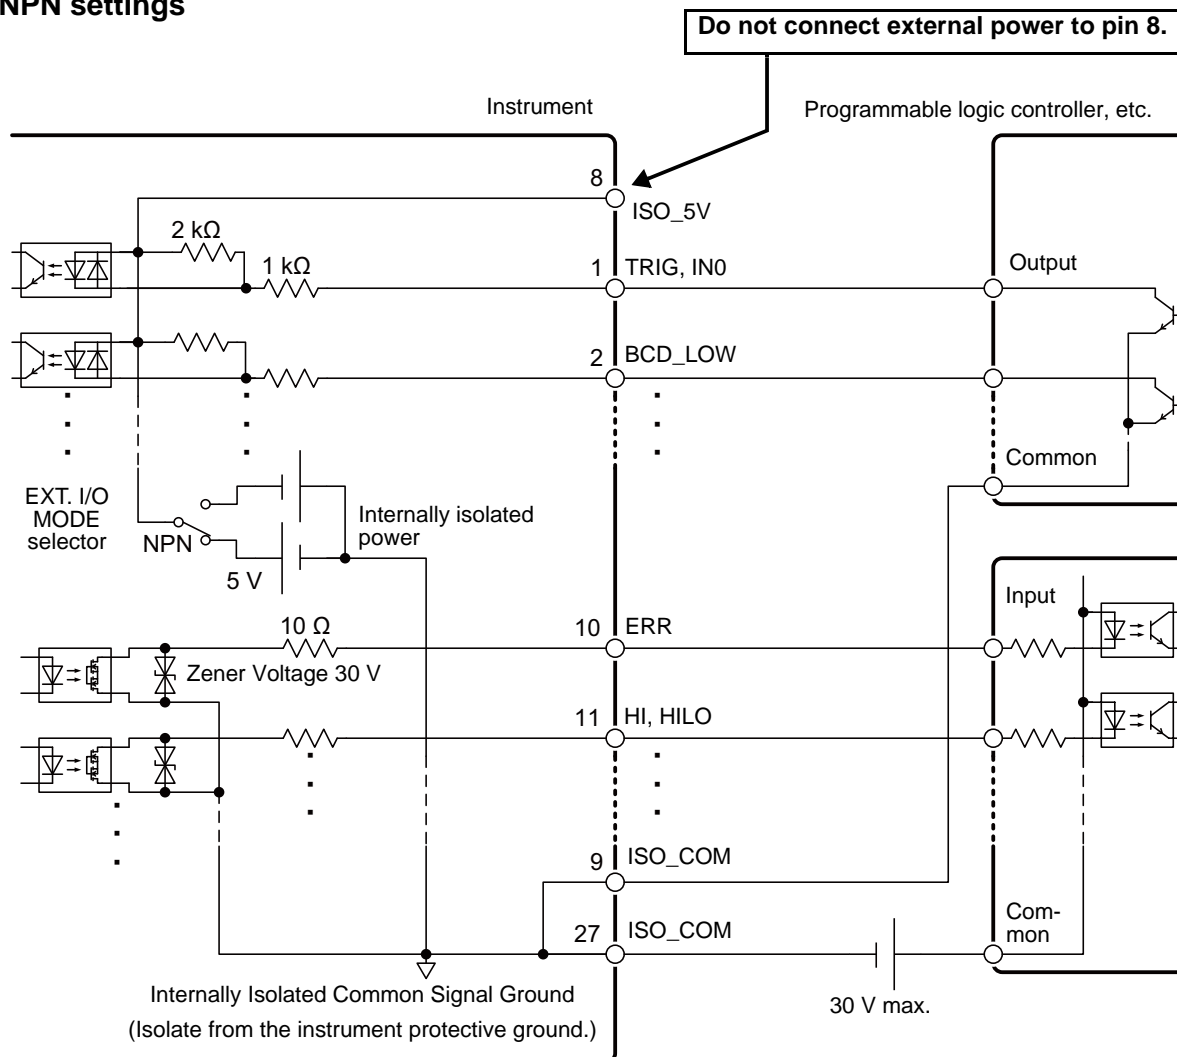 NPN settings
Do not connect external power to pin 8.
Instrument
Programmable logic controller, etc.
8
ISO_5V
2 kΩ
1 kΩ
1
TRIG, IN0
Output
2
BCD_LOW
Common
EXT. I/O
MODE
selector
NPN
Internally isolated
power
5 V
Input
10 Ω
10
ERR
Zener Voltage 30 V
11
HI, HILO
9
ISO_COM
27
ISO_COM
Com-
mon
30 V max.
Internally Isolated Common Signal Ground
(Isolate from the instrument protective ground.)